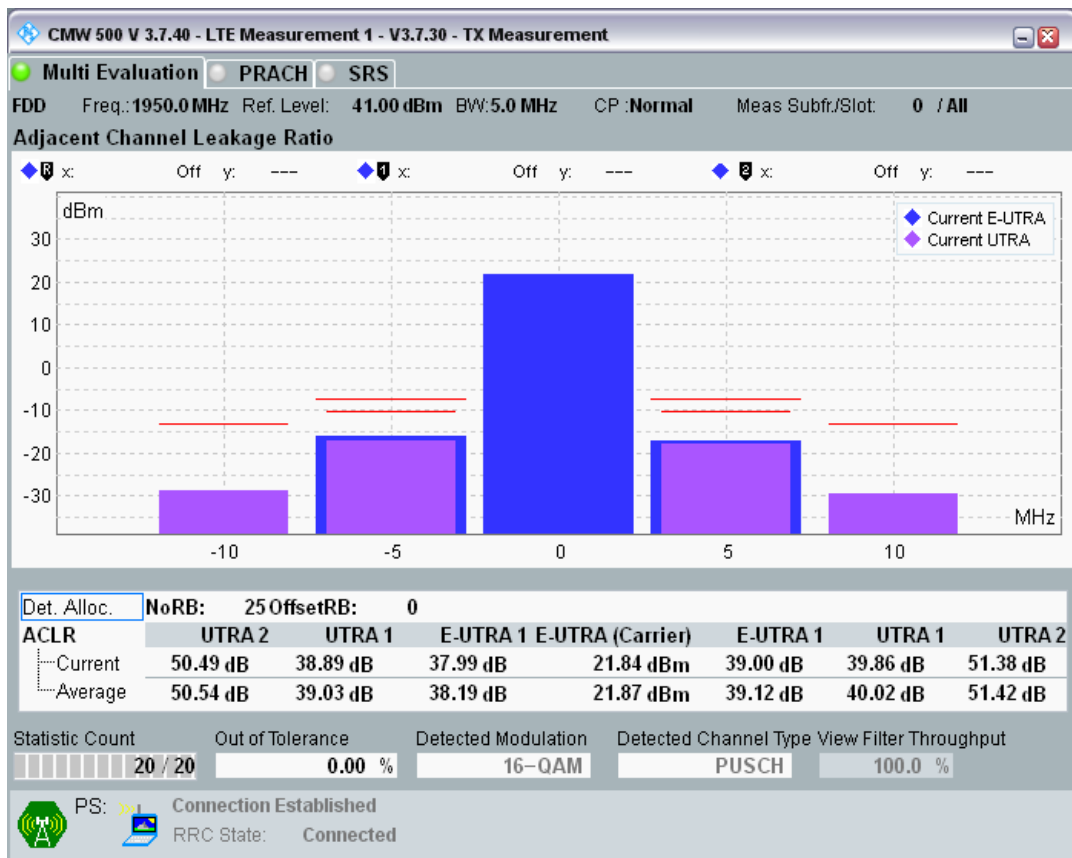 CMW 500 V 3.7.40 - LTE Measurement 1 - V3.7.30 - TX Measurement
Multi Evaluation PRACH SRS
FDD Freq.: 1950.0 MHz Ref. Level: 41.00 dBm BW: 5.0 MHz CP : Normal Meas Subfr./Slot: 0 / All
Adjacent Channel Leakage Ratio
R x: Off y: --- 1 x: Off y: --- 2 x: Off y: ---
dBm
Current E-UTRA
Current UTRA
30
20
10
0
-10
-20
-30
MHz
-10 -5 0 5 10
Det. Alloc. NoRB: 25 OffsetRB: 0
ACLR UTRA 2 UTRA 1 E-UTRA 1 E-UTRA (Carrier) E-UTRA 1 UTRA 1 UTRA 2
Current 50.49 dB 38.89 dB 37.99 dB 21.84 dBm 39.00 dB 39.86 dB 51.38 dB
Average 50.54 dB 39.03 dB 38.19 dB 21.87 dBm 39.12 dB 40.02 dB 51.42 dB
Statistic Count Out of Tolerance Detected Modulation Detected Channel Type View Filter Throughput
20 / 20 0.00 % 16-QAM PUSCH 100.0 %
PS: Connection Established
RRC State: Connected